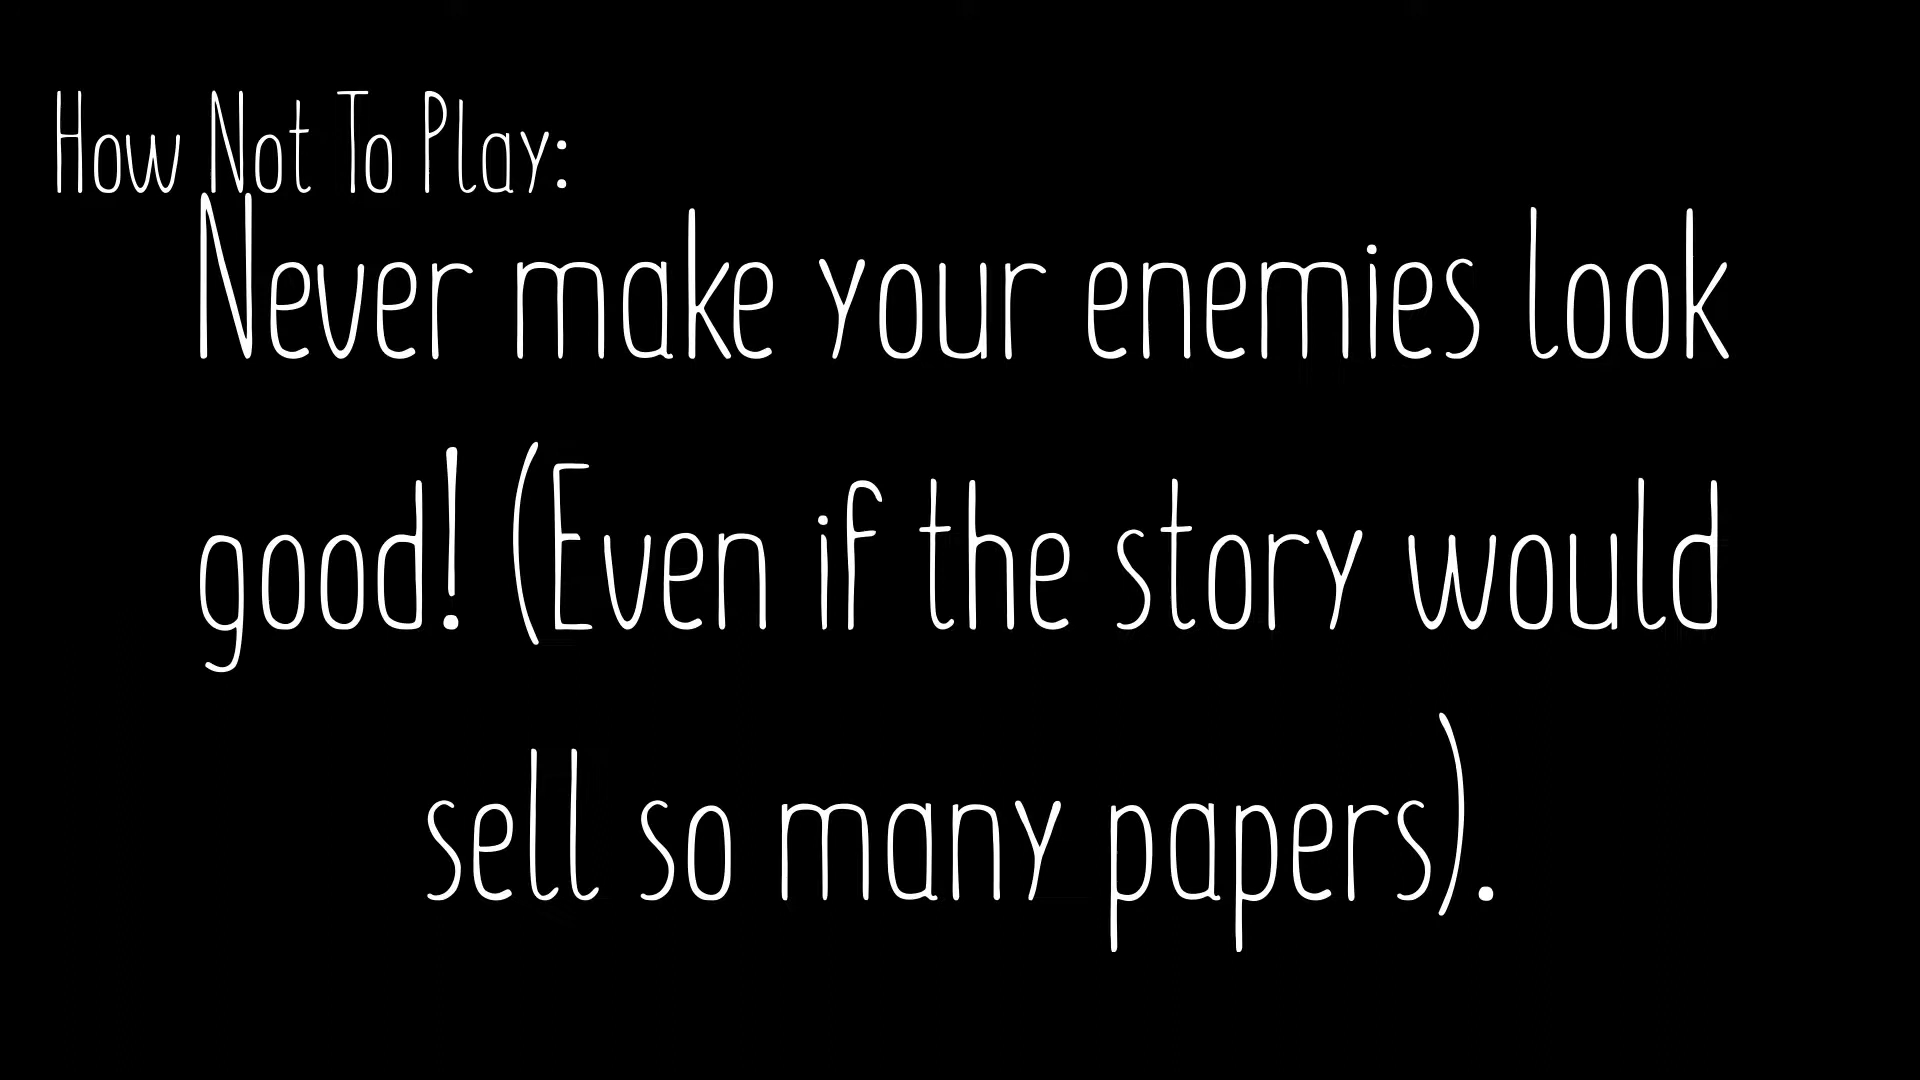 How Not To Play:
Never make your enemies look
good! (Even if the story would
sell so many papers).